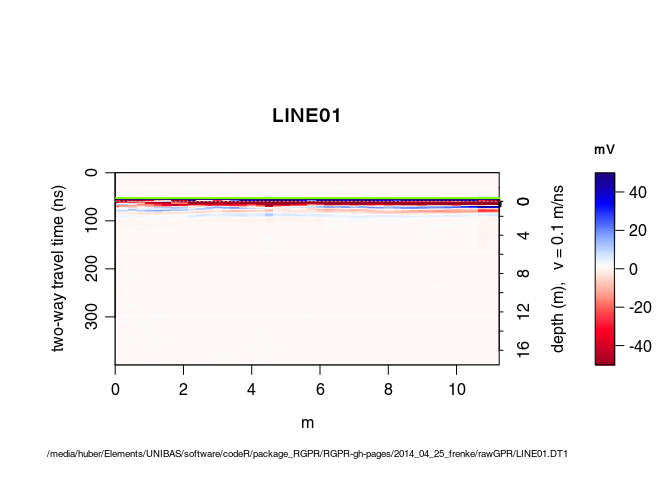 LINE01
mV
two-way travel time (ns)
0
100
200
300
0
4
8
12
16
depth (m),   v = 0.1 m/ns
40
20
0
-20
-40
0 2 4 6 8 10
m
/media/huber/Elements/UNIBAS/software/codeR/package_RGPR/RGPR-gh-pages/2014_04_25_frenke/rawGPR/LINE01.DT1